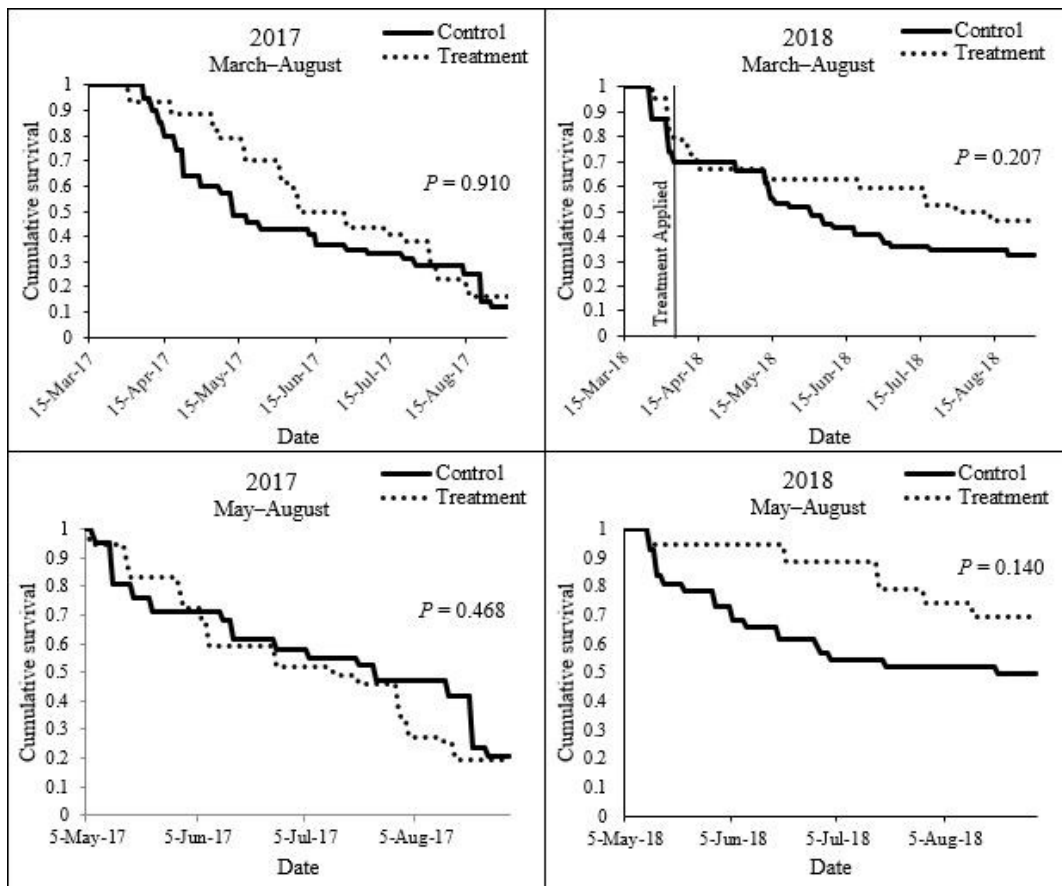 2017
March–August
Control
Treatment
Cumulative survival
1
0.9
0.8
0.7
0.6
0.5
0.4
0.3
0.2
0.1
0
P = 0.910
15-Mar-17
15-Apr-17
15-May-17
15-Jun-17
15-Jul-17
15-Aug-17
Date
2018
March–August
Control
Treatment
Cumulative survival
1
0.9
0.8
0.7
0.6
0.5
0.4
0.3
0.2
0.1
0
Treatment Applied
P = 0.207
15-Mar-18
15-Apr-18
15-May-18
15-Jun-18
15-Jul-18
15-Aug-18
Date
2017
May–August
Control
Treatment
Cumulative survival
1
0.9
0.8
0.7
0.6
0.5
0.4
0.3
0.2
0.1
0
P = 0.468
5-May-17
5-Jun-17
5-Jul-17
5-Aug-17
Date
2018
May–August
Control
Treatment
Cumulative survival
1
0.9
0.8
0.7
0.6
0.5
0.4
0.3
0.2
0.1
0
P = 0.140
5-May-18
5-Jun-18
5-Jul-18
5-Aug-18
Date